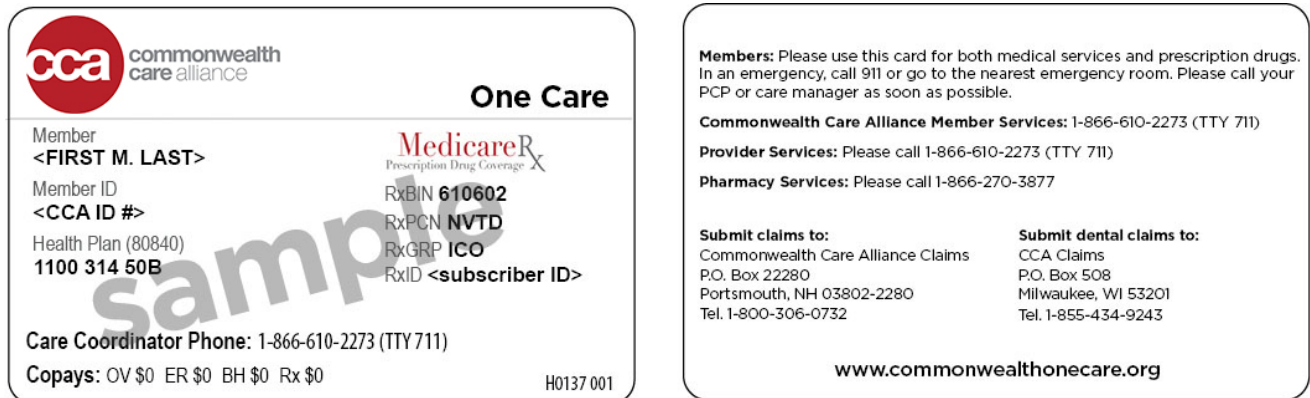 cca commonwealth
care alliance
One Care
Member
<FIRST M. LAST>
Member ID
<CCA ID #>
Health Plan (80840)
1100 314 50B
MedicareRx
Prescription Drug Coverage
RxBIN 610602
RxPCN NVTD
RxGRP ICO
RxID <subscriber ID>
sample
Care Coordinator Phone: 1-866-610-2273 (TTY 711)
Copays: OV $0 ER $0 BH $0 Rx $0
H0137 001
Members: Please use this card for both medical services and prescription drugs.
In an emergency, call 911 or go to the nearest emergency room. Please call your
PCP or care manager as soon as possible.
Commonwealth Care Alliance Member Services: 1-866-610-2273 (TTY 711)
Provider Services: Please call 1-866-610-2273 (TTY 711)
Pharmacy Services: Please call 1-866-270-3877
Submit claims to:
Commonwealth Care Alliance Claims
P.O. Box 22280
Portsmouth, NH 03802-2280
Tel. 1-800-306-0732
Submit dental claims to:
CCA Claims
P.O. Box 508
Milwaukee, WI 53201
Tel. 1-855-434-9243
www.commonwealthonecare.org